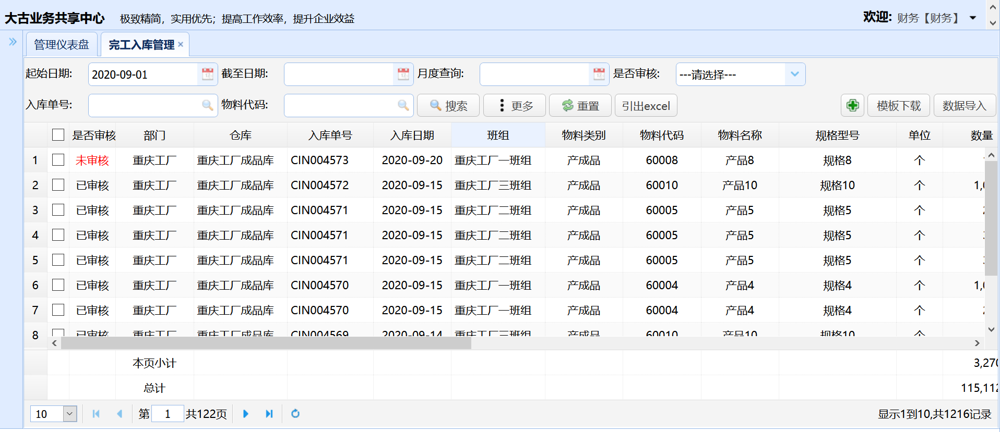 大古业务共享中心 极致精简，实用优先；提高工作效率，提升企业效益 欢迎: 财务【财务】
管理仪表盘 完工入库管理
起始日期: 2020-09-01 截至日期: 月度查询: 是否审核: ---请选择---
入库单号: 物料代码: 搜索 更多 重置 引出excel 模板下载 数据导入
是否审核 部门 仓库 入库单号 入库日期 班组 物料类别 物料代码 物料名称 规格型号 单位 数量
1 未审核 重庆工厂 重庆工厂成品库 CIN004573 2020-09-20 重庆工厂一班组 产成品 60008 产品8 规格8 个
2 已审核 重庆工厂 重庆工厂成品库 CIN004572 2020-09-15 重庆工厂三班组 产成品 60010 产品10 规格10 个
3 已审核 重庆工厂 重庆工厂成品库 CIN004571 2020-09-15 重庆工厂二班组 产成品 60005 产品5 规格5 个
4 已审核 重庆工厂 重庆工厂成品库 CIN004571 2020-09-15 重庆工厂二班组 产成品 60005 产品5 规格5 个
5 已审核 重庆工厂 重庆工厂成品库 CIN004571 2020-09-15 重庆工厂二班组 产成品 60005 产品5 规格5 个
6 已审核 重庆工厂 重庆工厂成品库 CIN004570 2020-09-15 重庆工厂一班组 产成品 60004 产品4 规格4 个
7 已审核 重庆工厂 重庆工厂成品库 CIN004570 2020-09-15 重庆工厂一班组 产成品 60004 产品4 规格4 个
8 已审核 重庆工厂 重庆工厂成品库 CIN004569 2020-09-14 重庆工厂三班组 产成品 60010 产品10 规格10 个
本页小计 3,270
总计 115,112
10 第 1 共122页 显示1到10,共1216记录